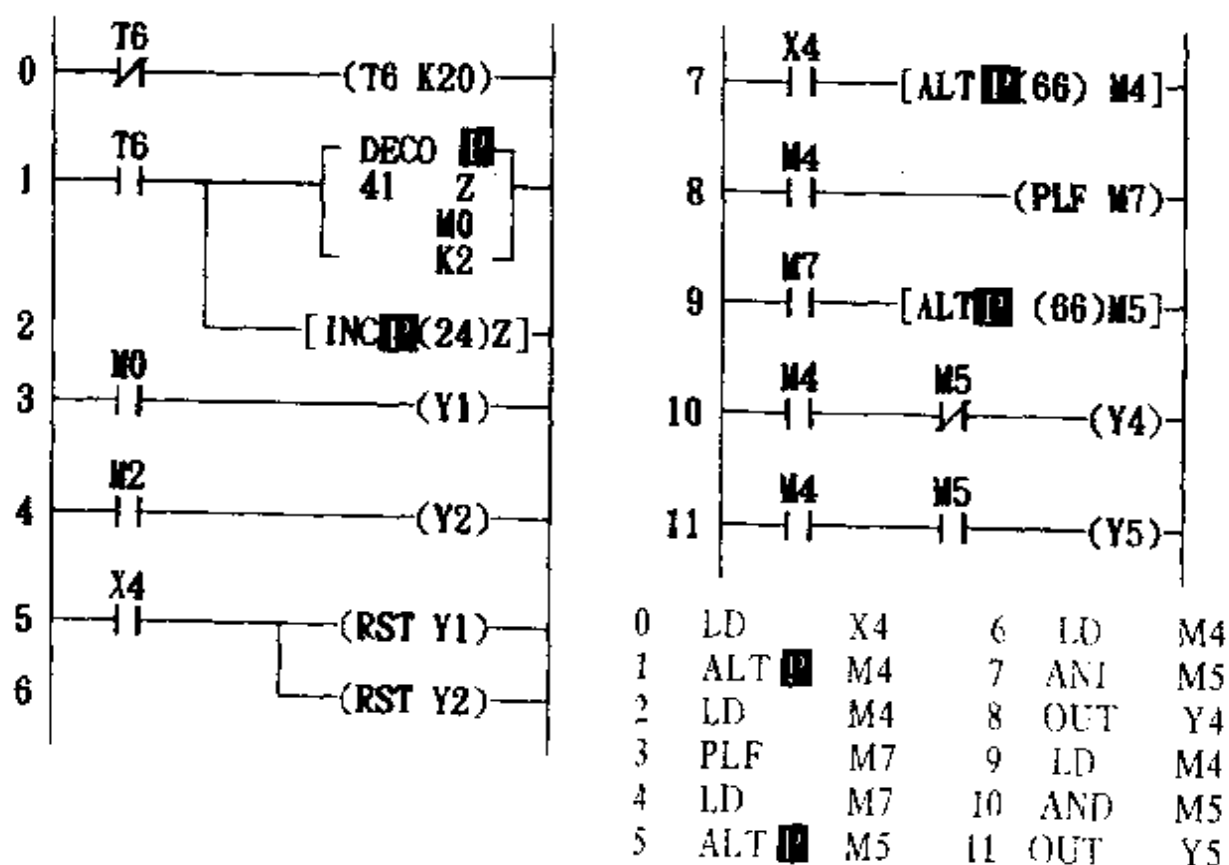 T6
0 (T6 K20)
T6
DECO P
1 41 Z
M0
K2
2 [INC P (24)Z]
M0
3 (Y1)
M2
4 (Y2)
X4
5 (RST Y1)
6 (RST Y2)
X4
7 [ALT P (66) M4]
M4
8 (PLF M7)
M7
9 [ALT P (66)M5]
M4 M5
10 (Y4)
M4 M5
11 (Y5)
0 LD X4 6 LD M4
1 ALT P M4 7 ANI M5
2 LD M4 8 OUT Y4
3 PLF M7 9 LD M4
4 LD M7 10 AND M5
5 ALT P M5 11 OUT Y5